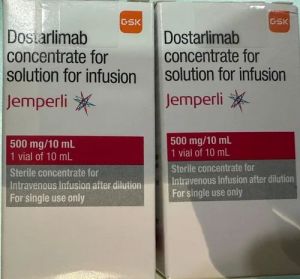 gsk
Dostarlimab
concentrate for
solution for infusion
Jemperli
500 mg/10 mL
1 vial of 10 mL
Sterile concentrate for
Intravenous Infusion after dilution
For single use only
GSK
Dostarlimab
concentrate for
solution for infusion
Jemperli
500 mg/10 mL
1 vial of 10 mL
Sterile concentrate for
Intravenous Infusion after dilution
For single use only